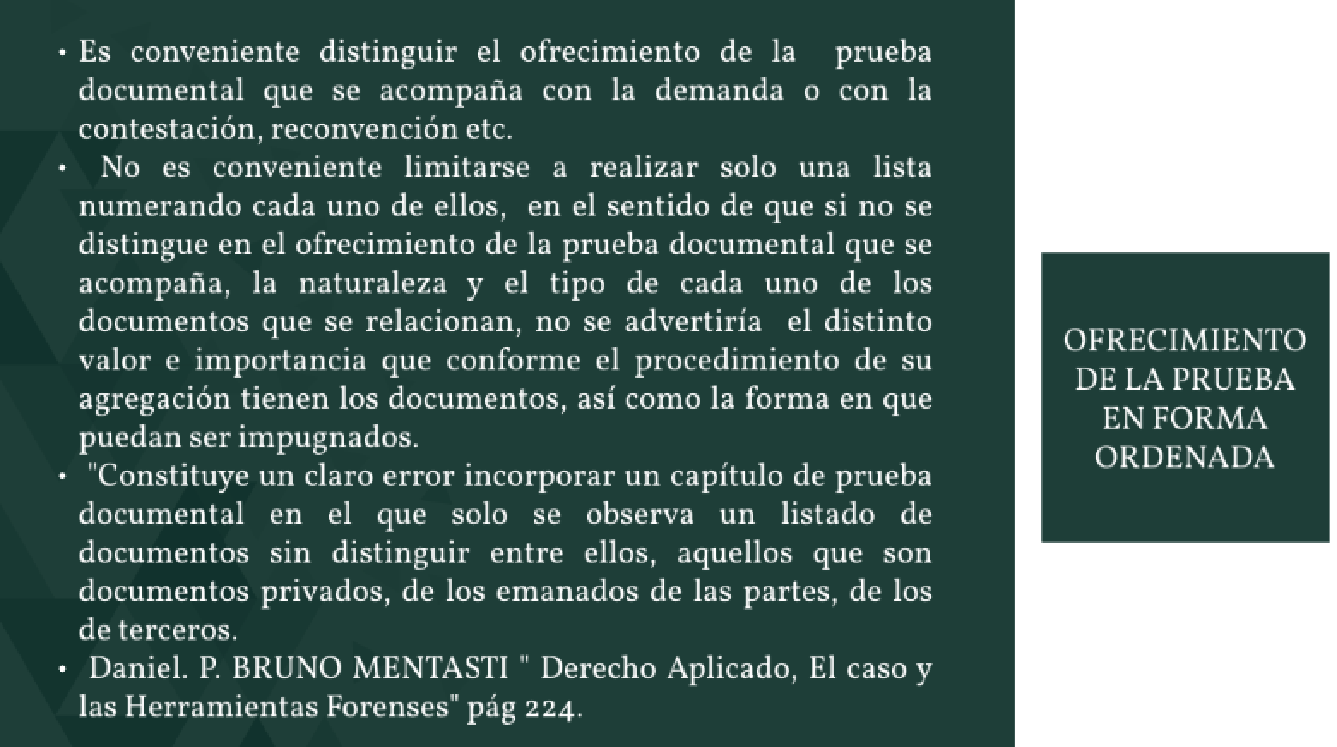 • Es conveniente distinguir el ofrecimiento de la prueba
documental que se acompaña con la demanda o con la
contestación, reconvención etc.
• No es conveniente limitarse a realizar solo una lista
numerando cada uno de ellos, en el sentido de que si no se
distingue en el ofrecimiento de la prueba documental que se
acompaña, la naturaleza y el tipo de cada uno de los
documentos que se relacionan, no se advertiría el distinto
valor e importancia que conforme el procedimiento de su
agregación tienen los documentos, así como la forma en que
puedan ser impugnados.
• "Constituye un claro error incorporar un capítulo de prueba
documental en el que solo se observa un listado de
documentos sin distinguir entre ellos, aquellos que son
documentos privados, de los emanados de las partes, de los
de terceros.
• Daniel. P. BRUNO MENTASTI " Derecho Aplicado, El caso y
las Herramientas Forenses" pág 224.
OFRECIMIENTO
DE LA PRUEBA
EN FORMA
ORDENADA